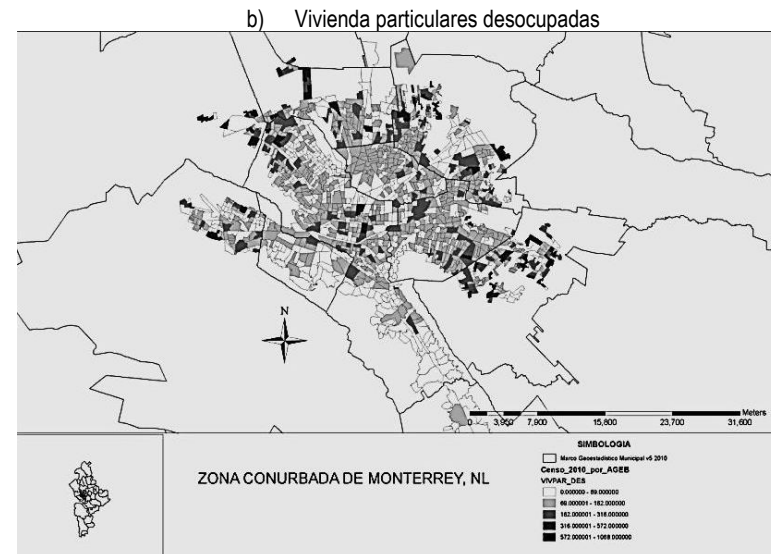 b) Vivienda particulares desocupadas
N
Meters
0 3,950 7,900 15,800 23,700 31,600
ZONA CONURBADA DE MONTERREY, NL
SIMBOLOGIA
Marco Geoestadístico Municipal v5 2010
Censo_2010_por_AGEB
VIVPAR_DES
0.000000 - 69.000000
69.000001 - 162.000000
162.000001 - 316.000000
316.000001 - 572.000000
572.000001 - 1068.000000